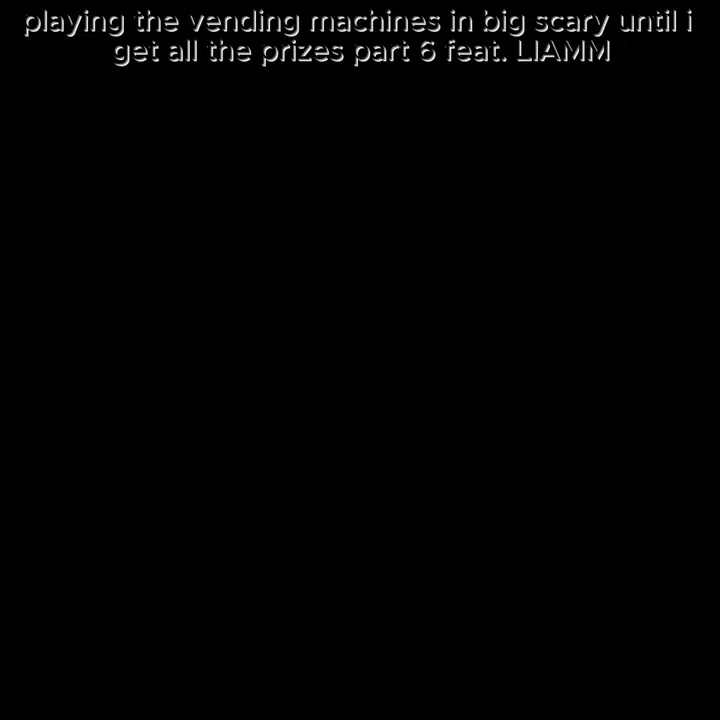 playing the vending machines in big scary until i
get all the prizes part 6 feat. LIAMM